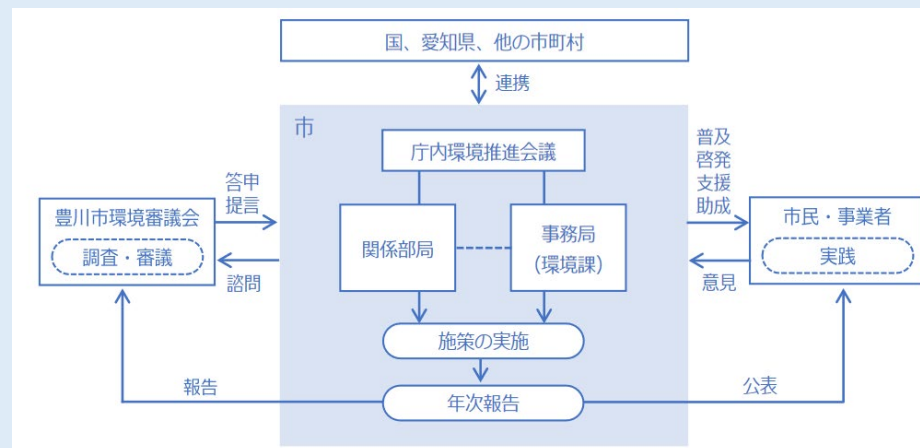 国、愛知県、他の市町村
連携
市
庁内環境推進会議
答申
提言
豊川市環境審議会
調査・審議
諮問
関係部局
事務局
(環境課)
普及
啓発
支援
助成
市民・事業者
実践
意見
施策の実施
報告
年次報告
公表